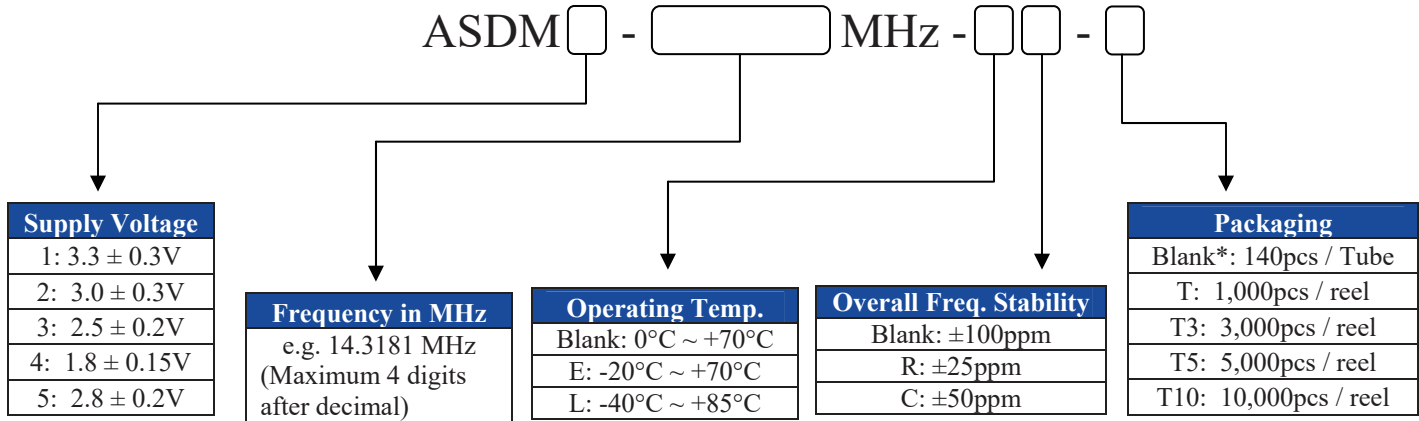 ASDM - MHz - -
Supply Voltage
1: 3.3 ± 0.3V
2: 3.0 ± 0.3V
3: 2.5 ± 0.2V
4: 1.8 ± 0.15V
5: 2.8 ± 0.2V
Frequency in MHz
e.g. 14.3181 MHz
(Maximum 4 digits
after decimal)
Operating Temp.
Blank: 0°C ~ +70°C
E: -20°C ~ +70°C
L: -40°C ~ +85°C
Overall Freq. Stability
Blank: ±100ppm
R: ±25ppm
C: ±50ppm
Packaging
Blank*: 140pcs / Tube
T: 1,000pcs / reel
T3: 3,000pcs / reel
T5: 5,000pcs / reel
T10: 10,000pcs / reel